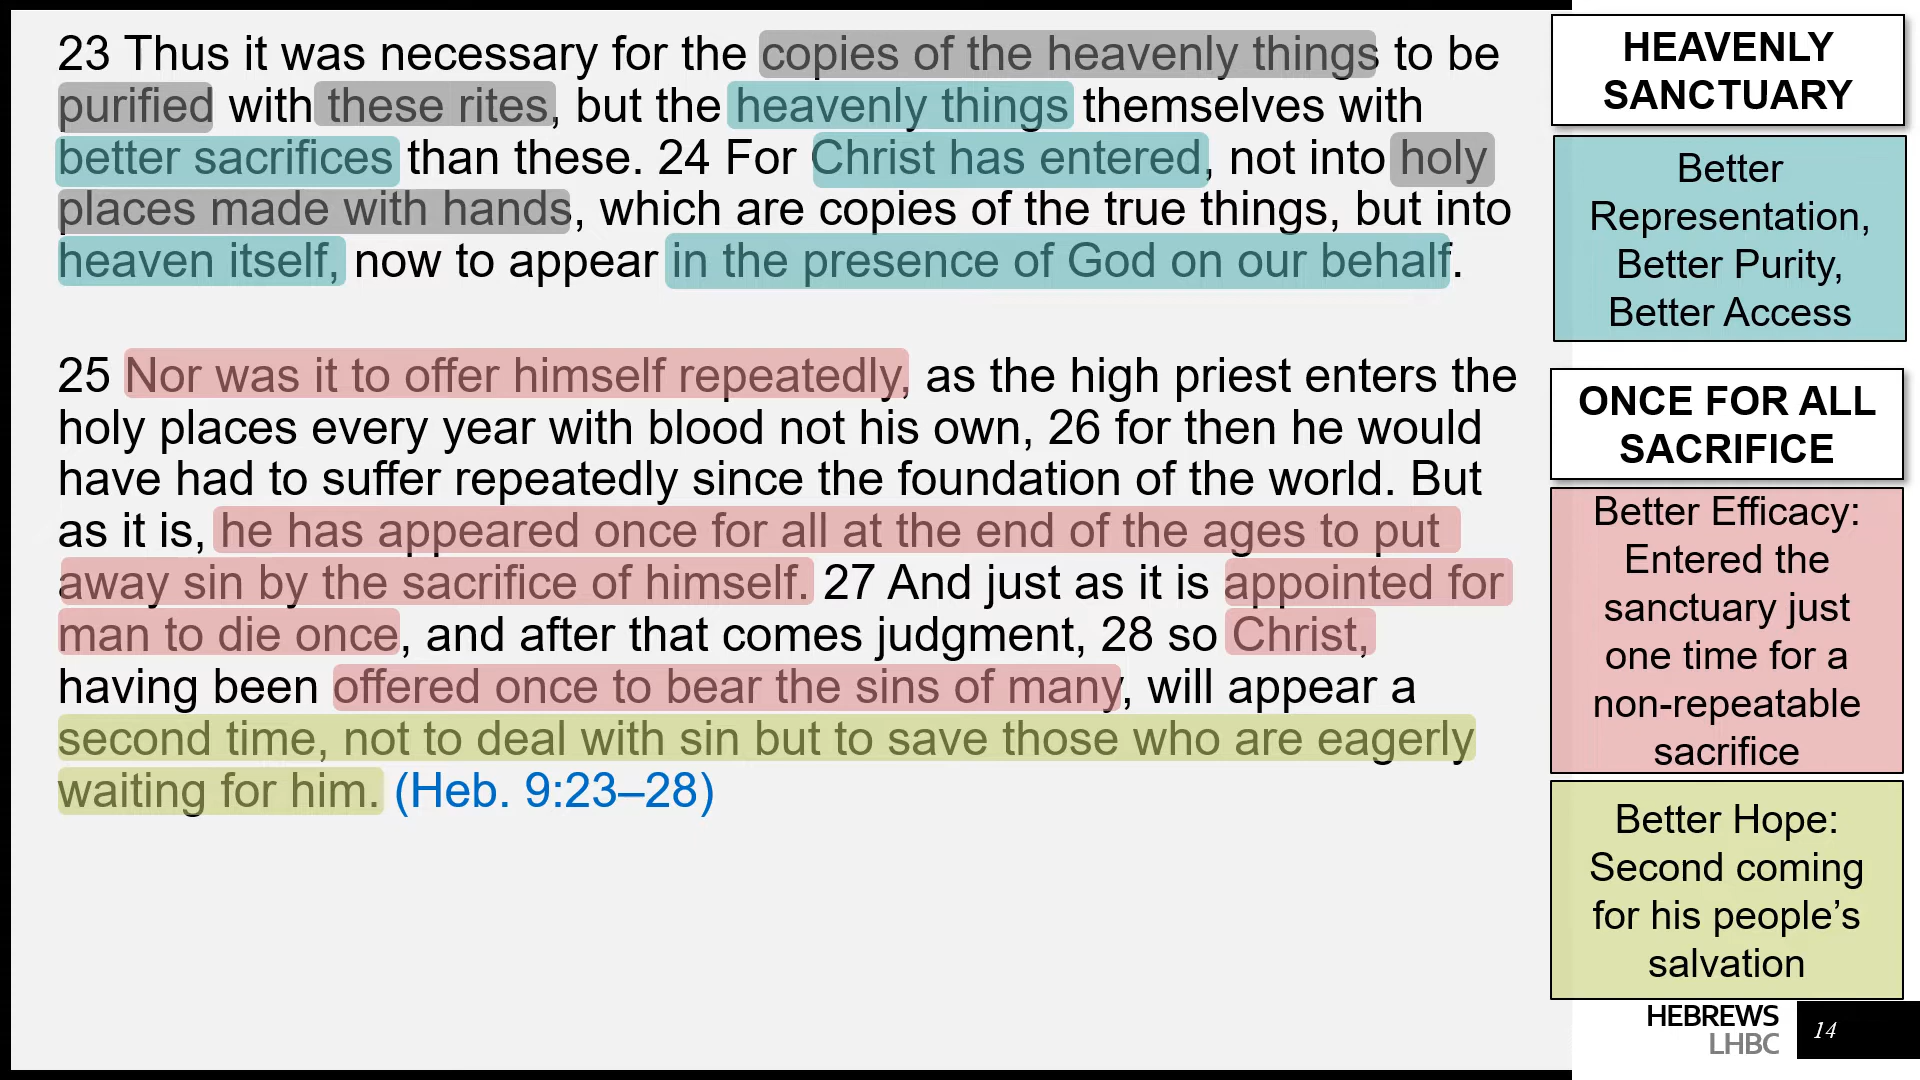 23 Thus it was necessary for the copies of the heavenly things to be
purified with these rites, but the heavenly things themselves with
better sacrifices than these. 24 For Christ has entered, not into holy
places made with hands, which are copies of the true things, but into
heaven itself, now to appear in the presence of God on our behalf.
25 Nor was it to offer himself repeatedly, as the high priest enters the
holy places every year with blood not his own, 26 for then he would
have had to suffer repeatedly since the foundation of the world. But
as it is, he has appeared once for all at the end of the ages to put
away sin by the sacrifice of himself. 27 And just as it is appointed for
man to die once, and after that comes judgment, 28 so Christ,
having been offered once to bear the sins of many, will appear a
second time, not to deal with sin but to save those who are eagerly
waiting for him. (Heb. 9:23–28)
HEAVENLY
SANCTUARY
Better
Representation,
Better Purity,
Better Access
ONCE FOR ALL
SACRIFICE
Better Efficacy:
Entered the
sanctuary just
one time for a
non-repeatable
sacrifice
Better Hope:
Second coming
for his people’s
salvation
HEBREWS
LHBC
14